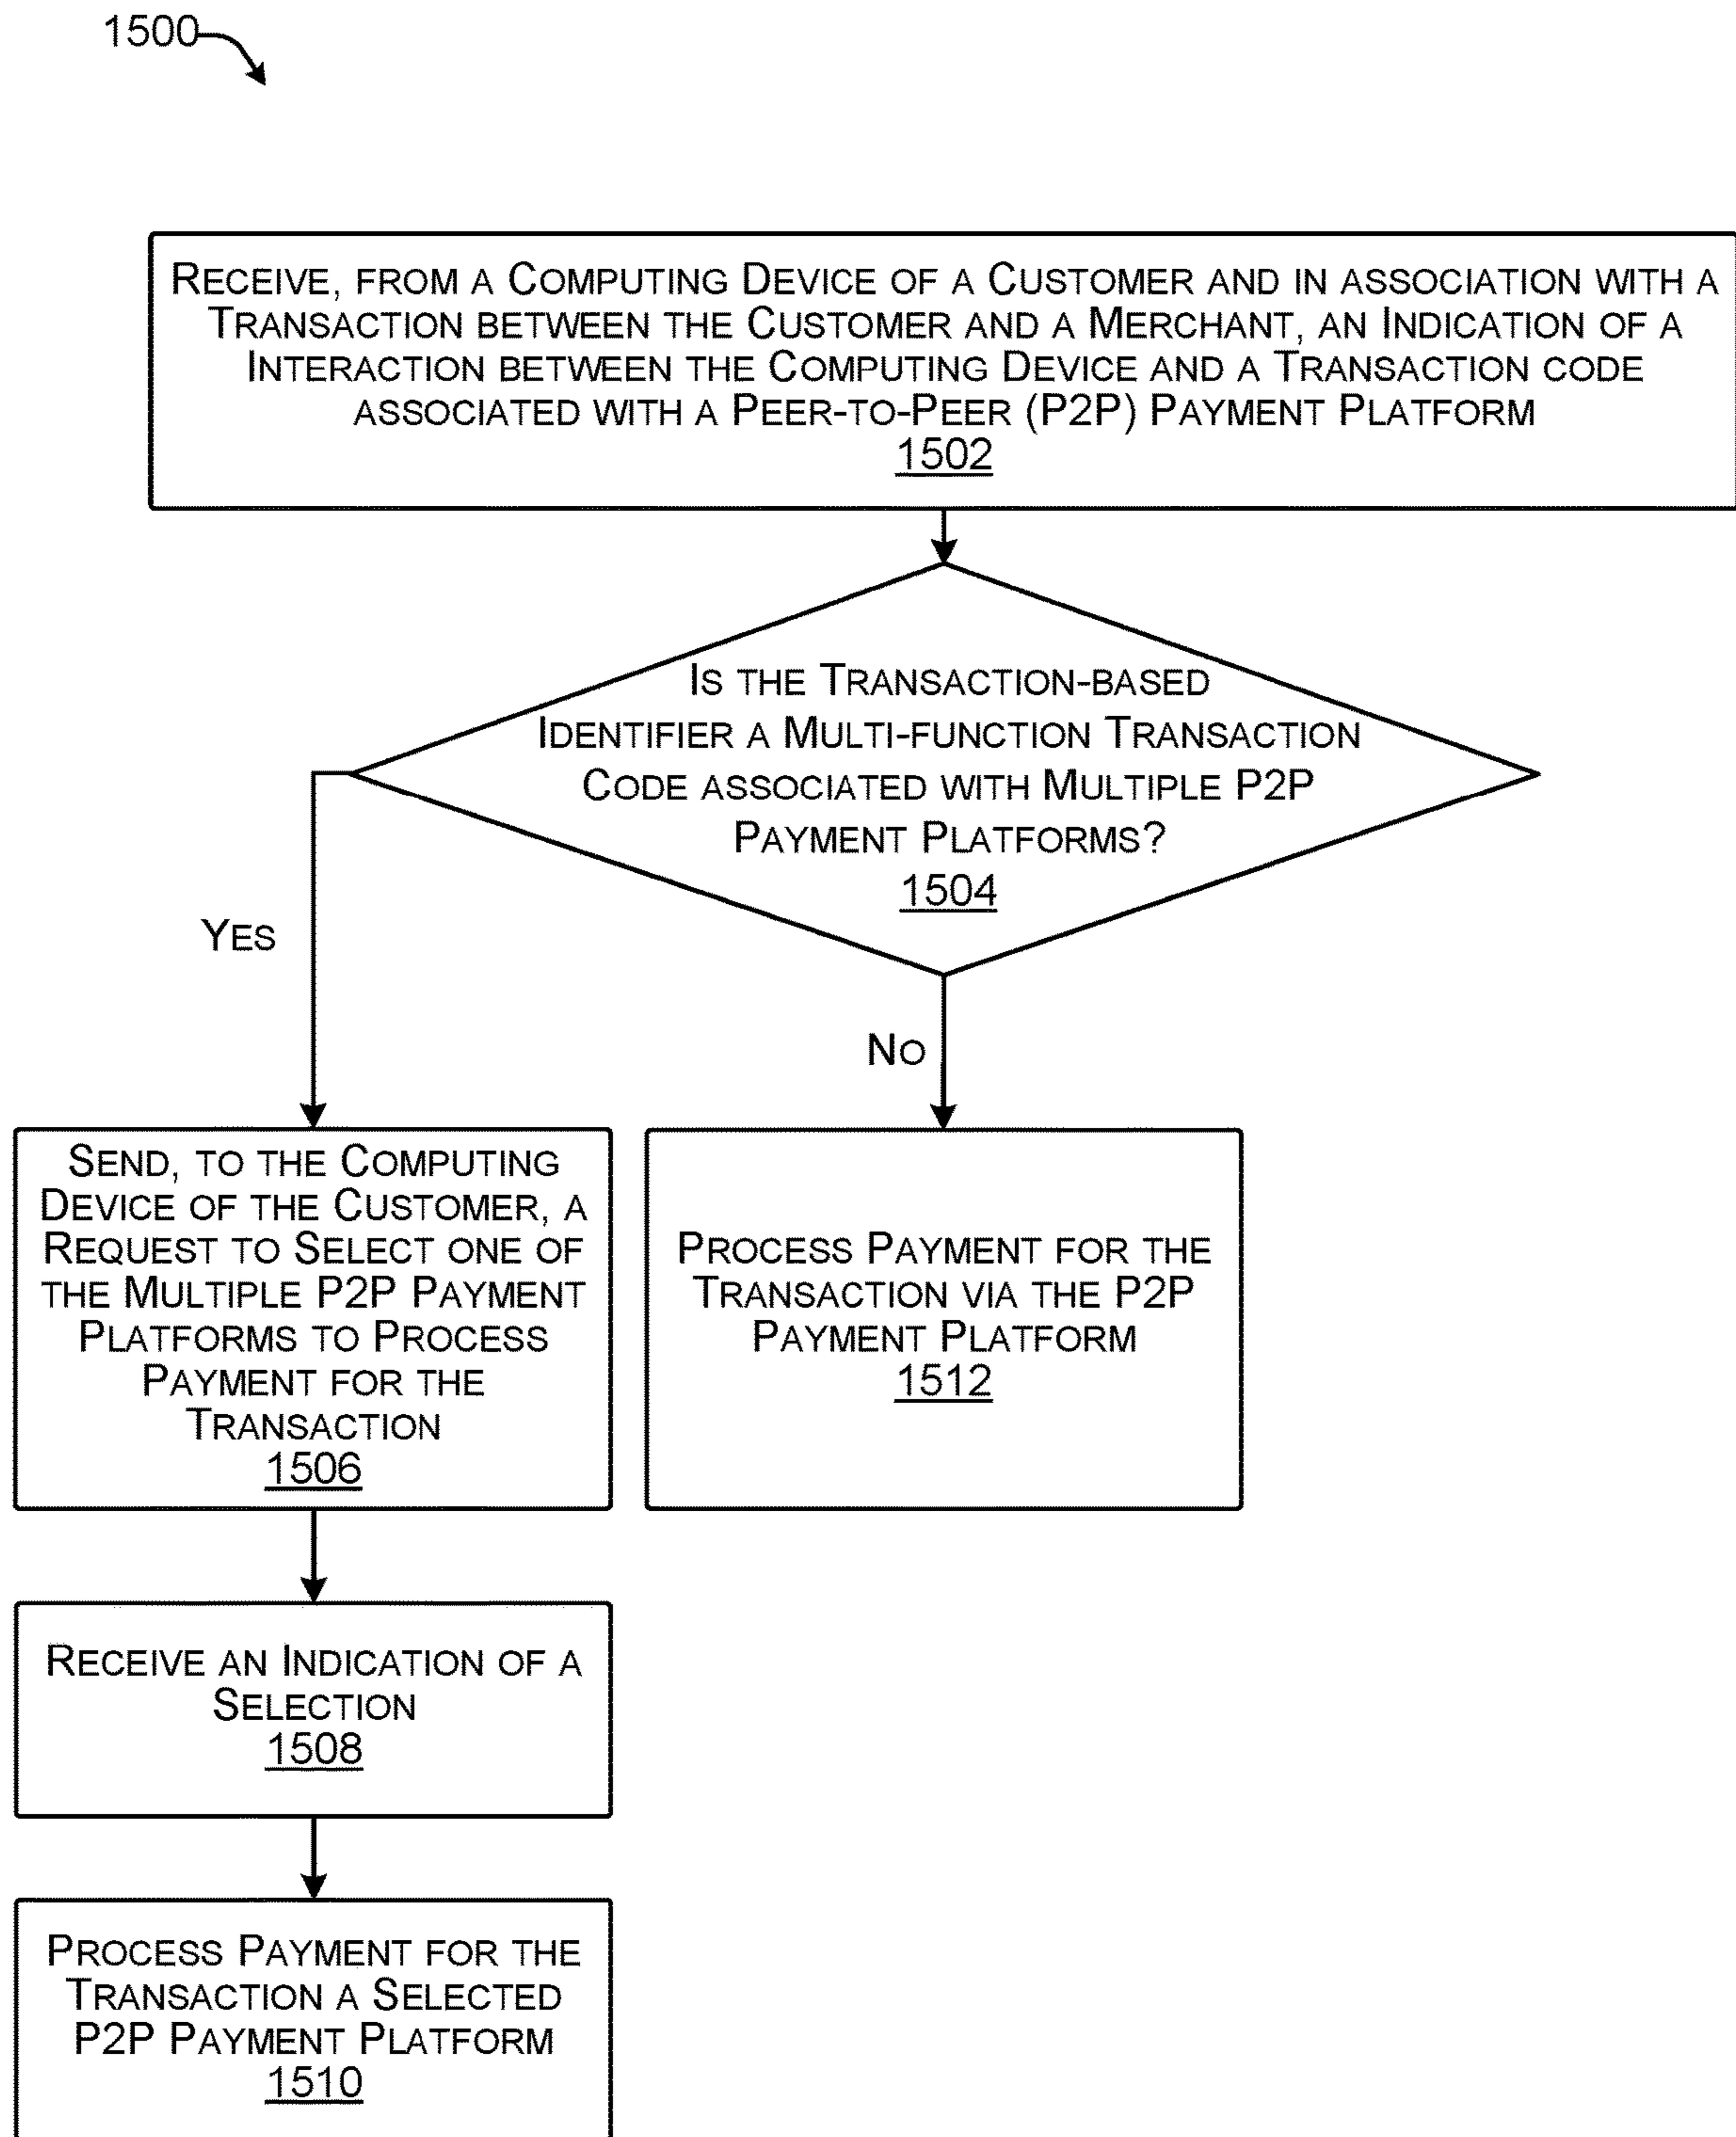 1500
RECEIVE, FROM A COMPUTING DEVICE OF A CUSTOMER AND IN ASSOCIATION WITH A
TRANSACTION BETWEEN THE CUSTOMER AND A MERCHANT, AN INDICATION OF A
INTERACTION BETWEEN THE COMPUTING DEVICE AND A TRANSACTION CODE
ASSOCIATED WITH A PEER-TO-PEER (P2P) PAYMENT PLATFORM
1502
IS THE TRANSACTION-BASED
IDENTIFIER A MULTI-FUNCTION TRANSACTION
CODE ASSOCIATED WITH MULTIPLE P2P
PAYMENT PLATFORMS?
1504
YES
NO
SEND, TO THE COMPUTING
DEVICE OF THE CUSTOMER, A
REQUEST TO SELECT ONE OF
THE MULTIPLE P2P PAYMENT
PLATFORMS TO PROCESS
PAYMENT FOR THE
TRANSACTION
1506
PROCESS PAYMENT FOR THE
TRANSACTION VIA THE P2P
PAYMENT PLATFORM
1512
RECEIVE AN INDICATION OF A
SELECTION
1508
PROCESS PAYMENT FOR THE
TRANSACTION A SELECTED
P2P PAYMENT PLATFORM
1510